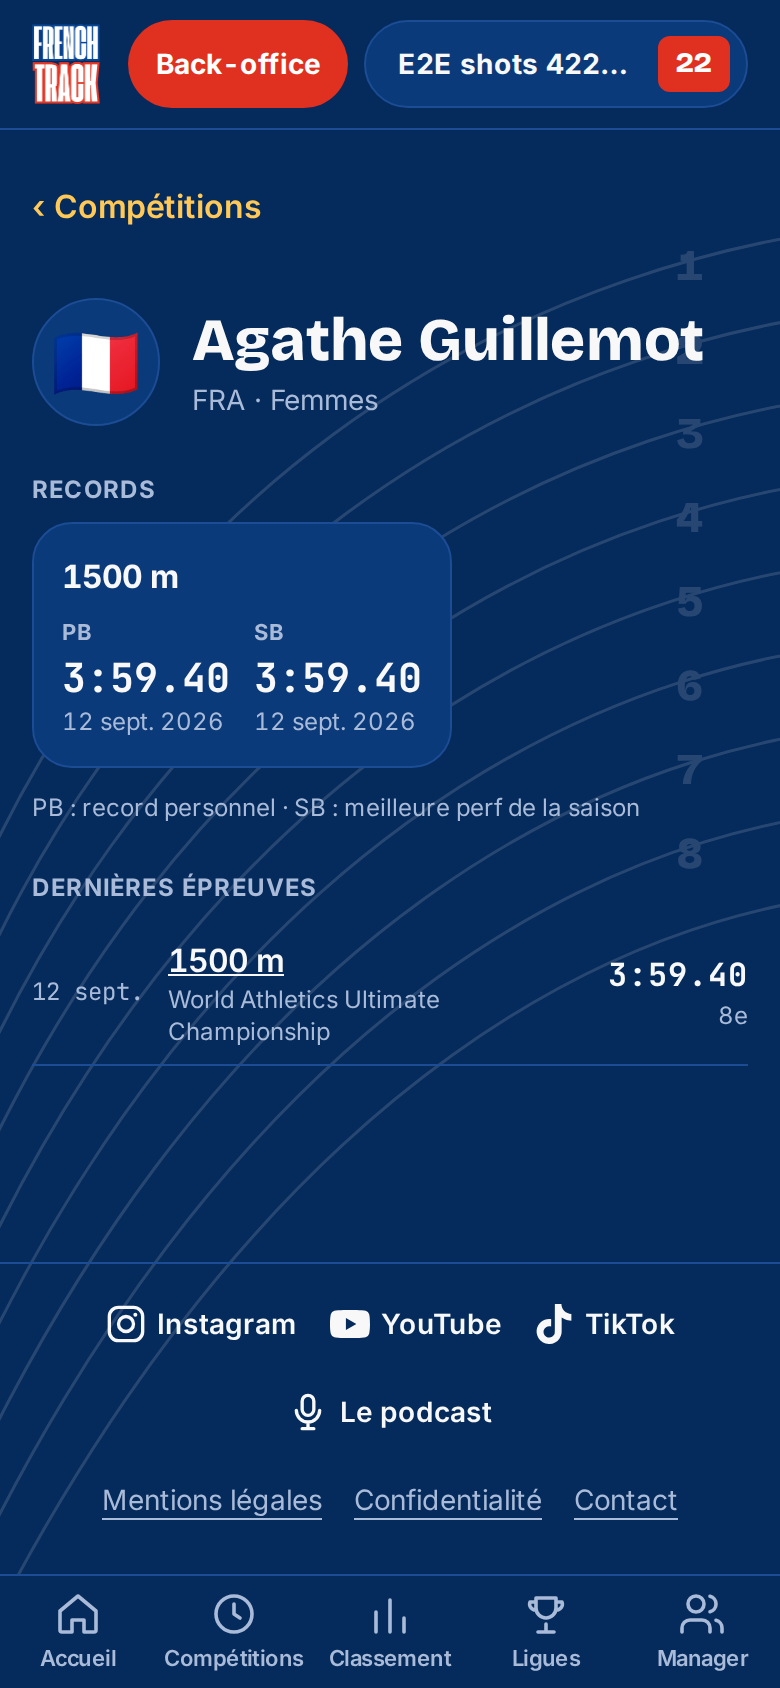 FRENCH
TRACK
Back-office
E2E shots 422... 22
‹ Compétitions
1
Agathe Guillemot
FRA · Femmes
3
RECORDS
4
1500 m
5
PB SB
3:59.40 3:59.40
6
12 sept. 2026 12 sept. 2026
7
PB : record personnel · SB : meilleure perf de la saison
8
DERNIÈRES ÉPREUVES
12 sept.
1500 m
World Athletics Ultimate
Championship
3:59.40
8e
Instagram YouTube TikTok
Le podcast
Mentions légales Confidentialité Contact
Accueil Compétitions Classement Ligues Manager